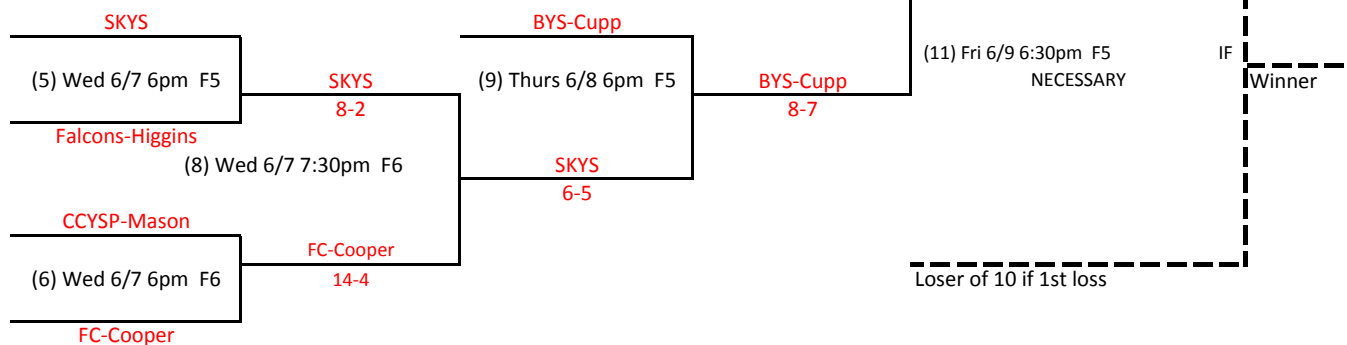 SKYS
BYS-Cupp
(11) Fri 6/9 6:30pm F5 IF
NECESSARY
(5) Wed 6/7 6pm F5
SKYS
(9) Thurs 6/8 6pm F5
BYS-Cupp
Winner
8-2
8-7
Falcons-Higgins
(8) Wed 6/7 7:30pm F6
SKYS
6-5
CCYSP-Mason
FC-Cooper
(6) Wed 6/7 6pm F6
14-4
Loser of 10 if 1st loss
FC-Cooper